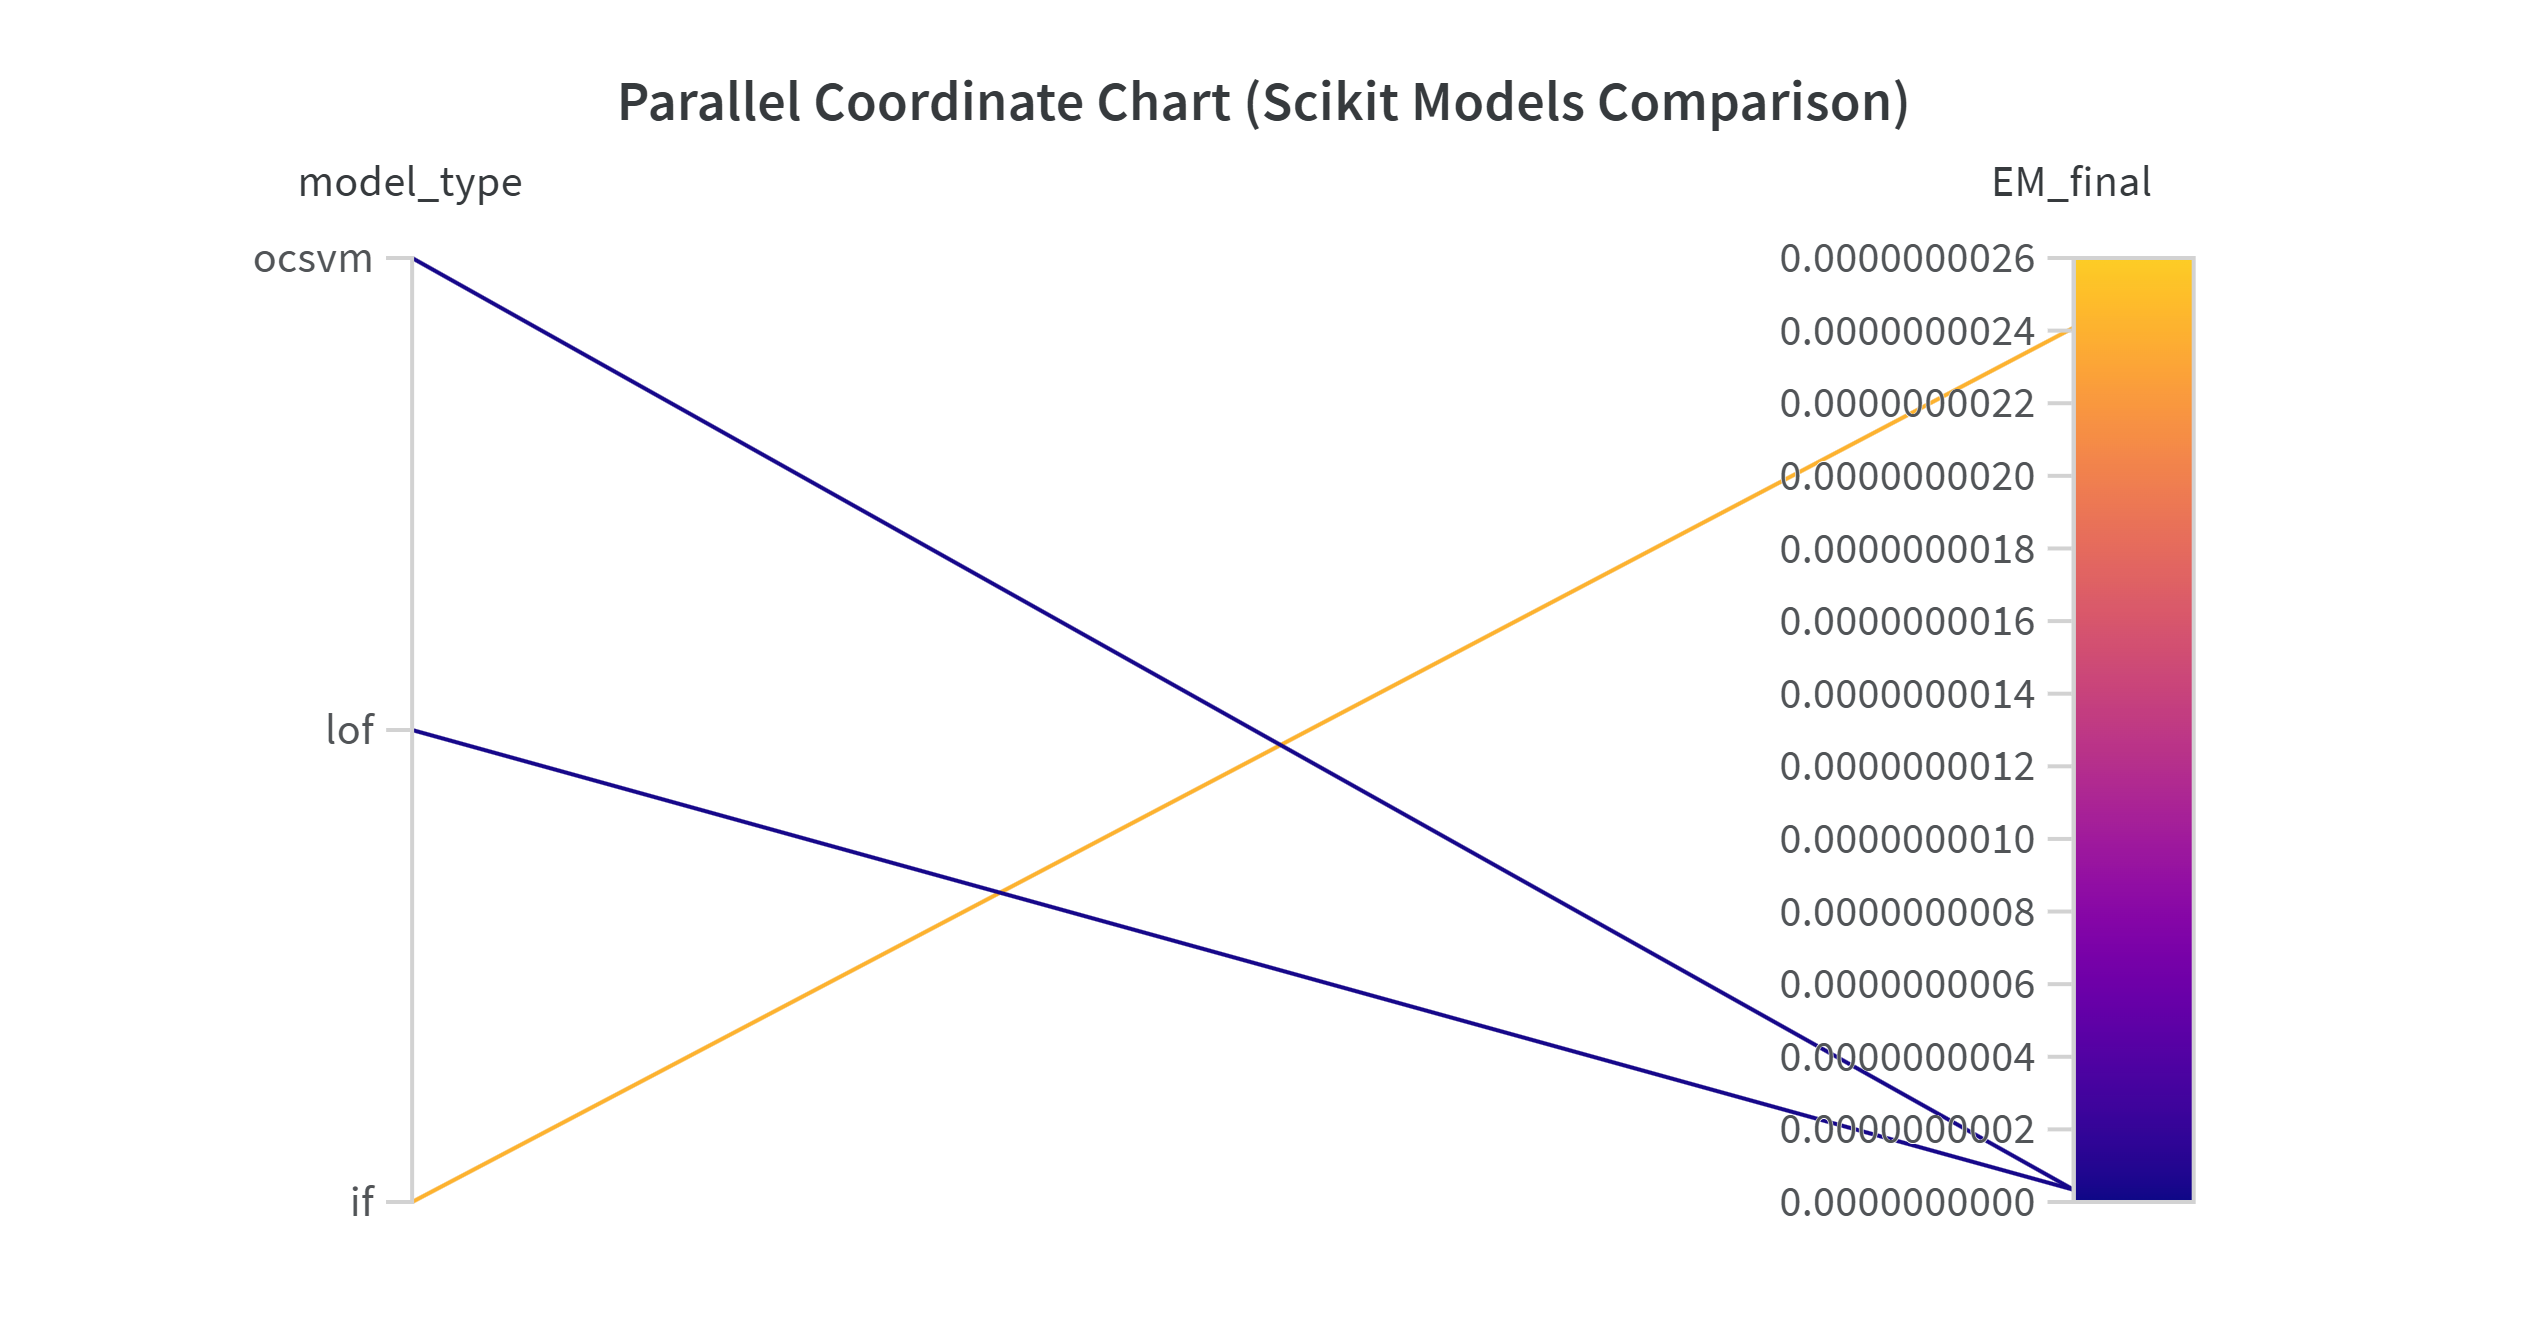 Parallel Coordinate Chart (Scikit Models Comparison)
model_type
EM_final
ocsvm
lof
if
0.0000000026
0.0000000024
0.0000000022
0.0000000020
0.0000000018
0.0000000016
0.0000000014
0.0000000012
0.0000000010
0.0000000008
0.0000000006
0.0000000004
0.0000000002
0.0000000000